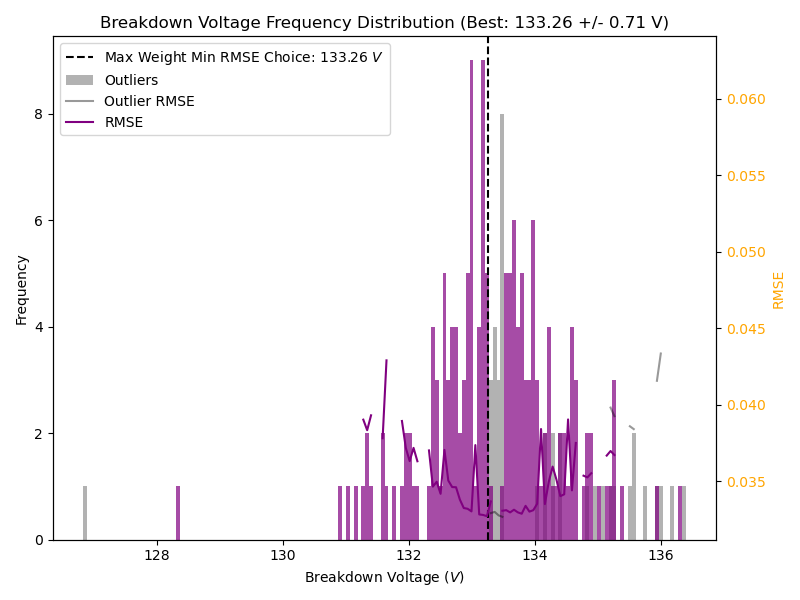 Breakdown Voltage Frequency Distribution (Best: 133.26 +/- 0.71 V)
Max Weight Min RMSE Choice: 133.26 V
Outliers
Outlier RMSE
RMSE
Frequency
8
6
4
2
0
0.060
0.055
0.050
0.045
0.040
0.035
RMSE
128
130
132
134
136
Breakdown Voltage (V)